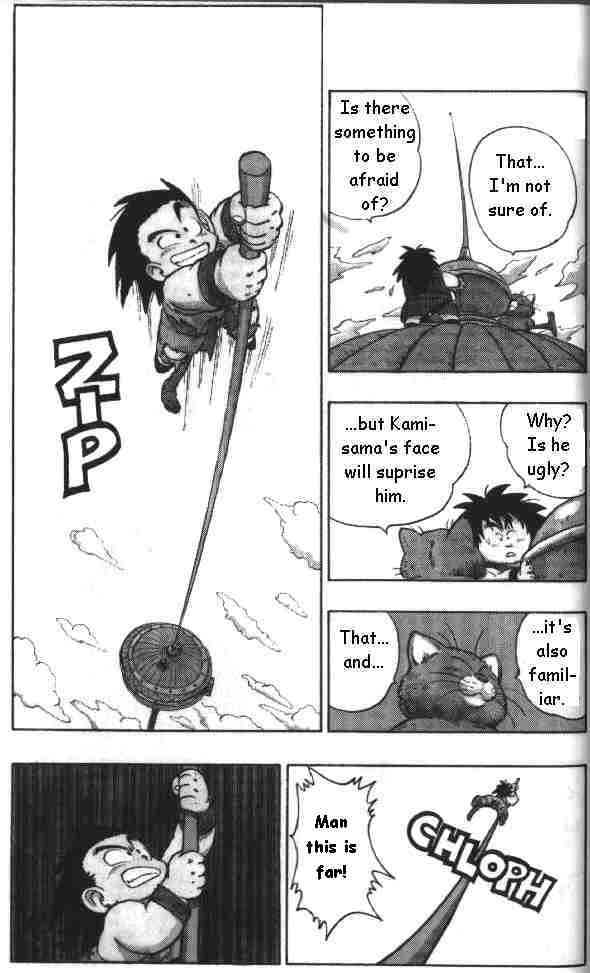 Is there
something
to be
afraid
of?
That...
I'm not
sure of.
...but Kami-
sama's face
will suprise
him.
Why?
Is he
ugly?
That...
and...
...it's
also
famil-
iar.
ZIP
Man
this is
far!
CHLOPH